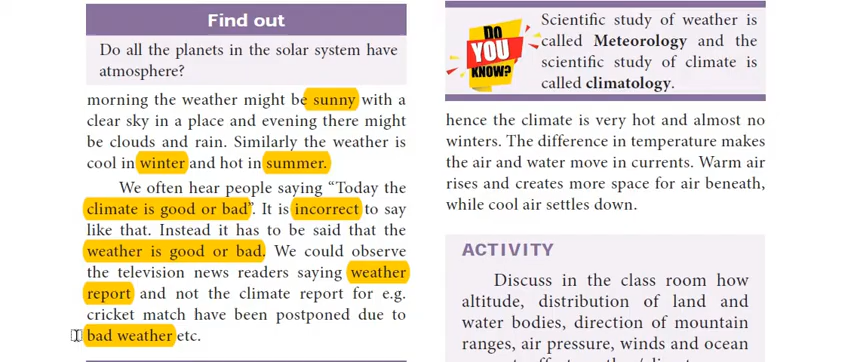 Find out
Do all the planets in the solar system have
atmosphere?
morning the weather might be sunny with a
clear sky in a place and evening there might
be clouds and rain. Similarly the weather is
cool in winter and hot in summer.
We often hear people saying “Today the
climate is good or bad”. It is incorrect to say
like that. Instead it has to be said that the
weather is good or bad. We could observe
the television news readers saying weather
report and not the climate report for e.g.
cricket match have been postponed due to
bad weather etc.
DO
YOU
KNOW?
Scientific study of weather is
called Meteorology and the
scientific study of climate is
called climatology.
hence the climate is very hot and almost no
winters. The difference in temperature makes
the air and water move in currents. Warm air
rises and creates more space for air beneath,
while cool air settles down.
ACTIVITY
Discuss in the class room how
altitude, distribution of land and
water bodies, direction of mountain
ranges, air pressure, winds and ocean